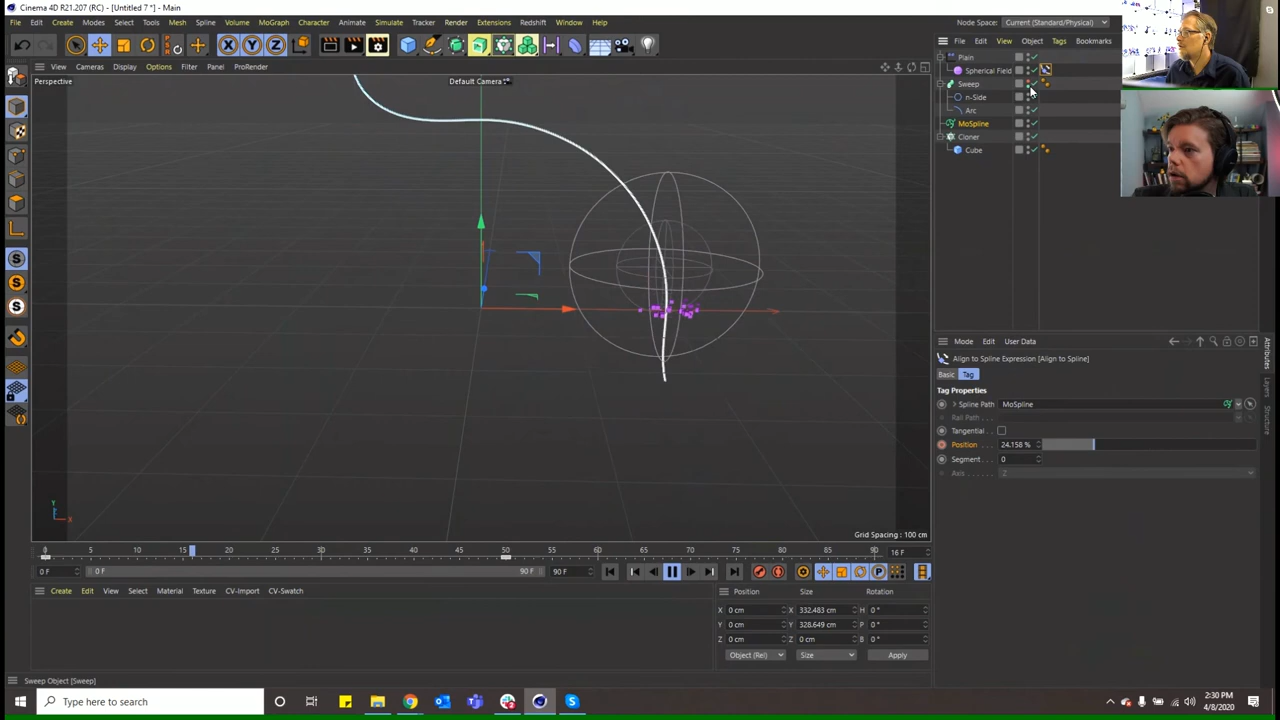 Cinema 4D R21.207 (RC) - [Untitled 7 *] - Main
File Edit Create Modes Select Tools Mesh Spline Volume MoGraph Character Animate Simulate Tracker Render Extensions Redshift Window Help
Node Space: Current (Standard/Physical)
File Edit View Object Tags Bookmarks
View Cameras Display Options Filter Panel ProRender
Perspective
Default Camera
Plain
Spherical Field
Sweep
n-Side
Arc
MoSpline
Cloner
Cube
Mode Edit User Data
Align to Spline Expression [Align to Spline]
Basic Tag
Tag Properties
Spline Path MoSpline
Rail Path
Tangential
Position 24.158 %
Segment 0
Axis Z
Attributes
Layers
Structure
Y
X
Grid Spacing : 100 cm
0 5 10 15 20 25 30 35 40 45 50 55 60 65 70 75 80 85 90
16 F
0 F 0 F 90 F 90 F
Create Edit View Select Material Texture CV-Import CV-Swatch
Position Size Rotation
X 0 cm X 332.483 cm H 0 °
Y 0 cm Y 328.649 cm P 0 °
Z 0 cm Z 0 cm B 0 °
Object (Rel) Size Apply
Sweep Object [Sweep]
Type here to search
2:30 PM
4/8/2020